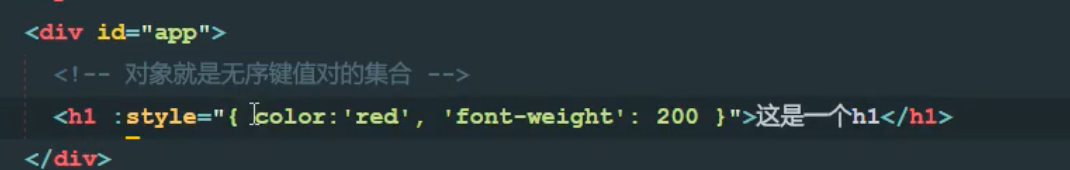 <div id="app">
<!-- 对象就是无序键值对的集合 -->
<h1 :style="{ color:'red', 'font-weight': 200 }">这是一个h1</h1>
</div>